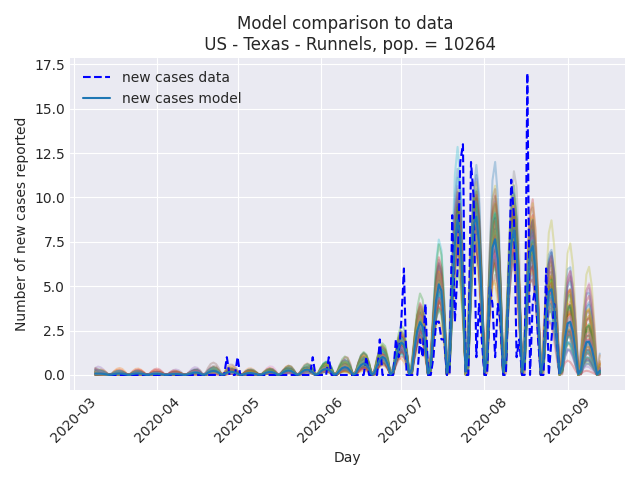 Model comparison to data
US - Texas - Runnels, pop. = 10264
new cases data
new cases model
Number of new cases reported
17.5
15.0
12.5
10.0
7.5
5.0
2.5
0.0
2020-03
2020-04
2020-05
2020-06
2020-07
2020-08
2020-09
Day